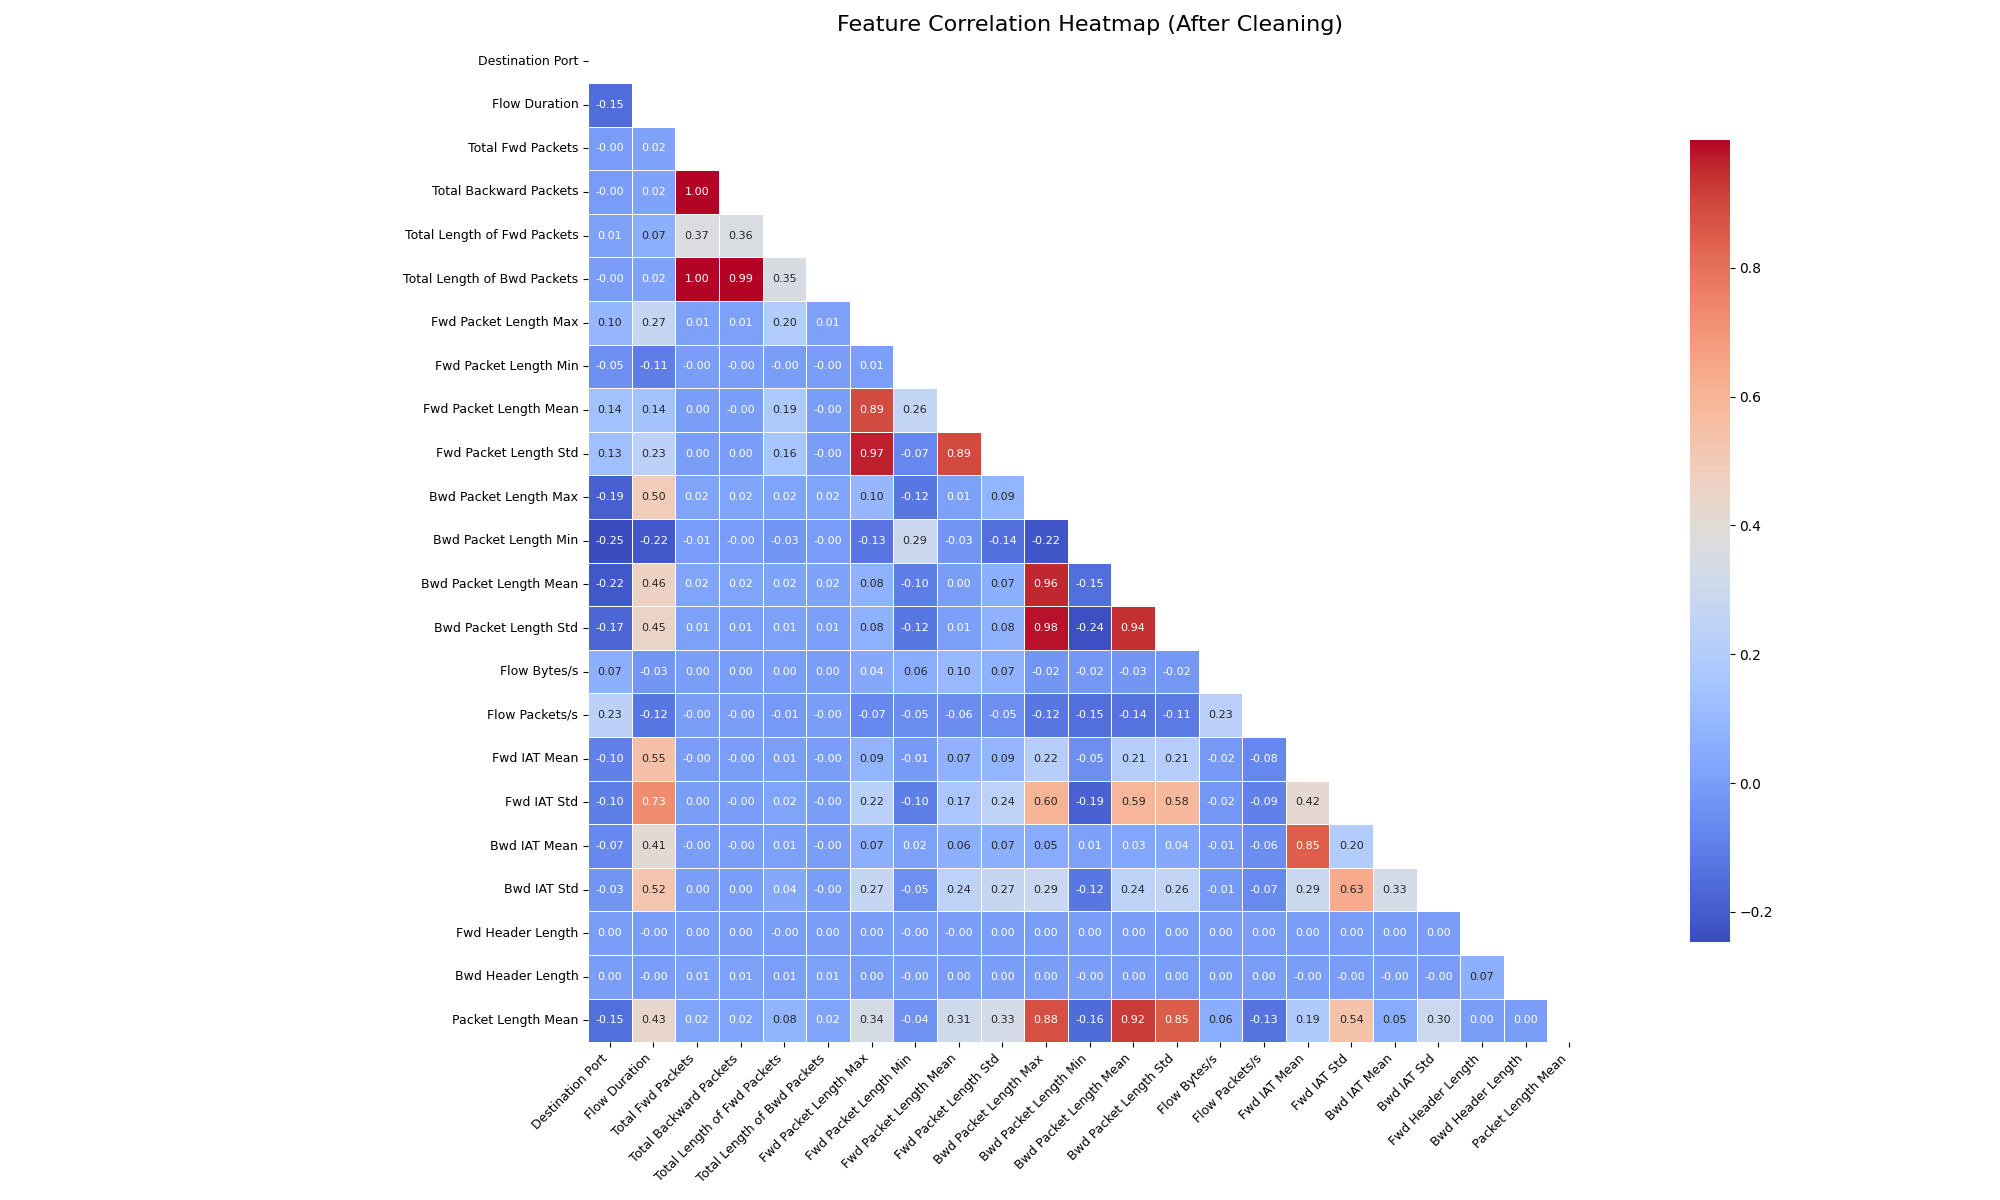 Feature Correlation Heatmap (After Cleaning)
Destination Port
Flow Duration -0.15
Total Fwd Packets -0.00 0.02
Total Backward Packets -0.00 0.02 1.00
Total Length of Fwd Packets 0.01 0.07 0.37 0.36
Total Length of Bwd Packets -0.00 0.02 1.00 0.99 0.35
Fwd Packet Length Max 0.10 0.27 0.01 0.01 0.20 0.01
Fwd Packet Length Min -0.05 -0.11 -0.00 -0.00 -0.00 -0.00 0.01
Fwd Packet Length Mean 0.14 0.14 0.00 -0.00 0.19 -0.00 0.89 0.26
Fwd Packet Length Std 0.13 0.23 0.00 0.00 0.16 -0.00 0.97 -0.07 0.89
Bwd Packet Length Max -0.19 0.50 0.02 0.02 0.02 0.02 0.10 -0.12 0.01 0.09
Bwd Packet Length Min -0.25 -0.22 -0.01 -0.00 -0.03 -0.00 -0.13 0.29 -0.03 -0.14 -0.22
Bwd Packet Length Mean -0.22 0.46 0.02 0.02 0.02 0.02 0.08 -0.10 0.00 0.07 0.96 -0.15
Bwd Packet Length Std -0.17 0.45 0.01 0.01 0.01 0.01 0.08 -0.12 0.01 0.08 0.98 -0.24 0.94
Flow Bytes/s 0.07 -0.03 0.00 0.00 0.00 0.00 0.04 0.06 0.10 0.07 -0.02 -0.02 -0.03 -0.02
Flow Packets/s 0.23 -0.12 -0.00 -0.00 -0.01 -0.00 -0.07 -0.05 -0.06 -0.05 -0.12 -0.15 -0.14 -0.11 0.23
Fwd IAT Mean -0.10 0.55 -0.00 -0.00 0.01 -0.00 0.09 -0.01 0.07 0.09 0.22 -0.05 0.21 0.21 -0.02 -0.08
Fwd IAT Std -0.10 0.73 0.00 -0.00 0.02 -0.00 0.22 -0.10 0.17 0.24 0.60 -0.19 0.59 0.58 -0.02 -0.09 0.42
Bwd IAT Mean -0.07 0.41 -0.00 -0.00 0.01 -0.00 0.07 0.02 0.06 0.07 0.05 0.01 0.03 0.04 -0.01 -0.06 0.85 0.20
Bwd IAT Std -0.03 0.52 0.00 0.00 0.04 -0.00 0.27 -0.05 0.24 0.27 0.29 -0.12 0.24 0.26 -0.01 -0.07 0.29 0.63 0.33
Fwd Header Length 0.00 -0.00 0.00 0.00 -0.00 0.00 0.00 -0.00 -0.00 0.00 0.00 0.00 0.00 0.00 0.00 0.00 0.00 0.00 0.00 0.00
Bwd Header Length 0.00 -0.00 0.01 0.01 0.01 0.01 0.00 -0.00 0.00 0.00 0.00 -0.00 0.00 0.00 0.00 0.00 -0.00 -0.00 -0.00 -0.00 0.07
Packet Length Mean -0.15 0.43 0.02 0.02 0.08 0.02 0.34 -0.04 0.31 0.33 0.88 -0.16 0.92 0.85 0.06 -0.13 0.19 0.54 0.05 0.30 0.00 0.00
Destination Port
Flow Duration
Total Fwd Packets
Total Backward Packets
Total Length of Fwd Packets
Total Length of Bwd Packets
Fwd Packet Length Max
Fwd Packet Length Min
Fwd Packet Length Mean
Fwd Packet Length Std
Bwd Packet Length Max
Bwd Packet Length Min
Bwd Packet Length Mean
Bwd Packet Length Std
Flow Bytes/s
Flow Packets/s
Fwd IAT Mean
Fwd IAT Std
Bwd IAT Mean
Bwd IAT Std
Fwd Header Length
Bwd Header Length
Packet Length Mean
0.8
0.6
0.4
0.2
0.0
−0.2